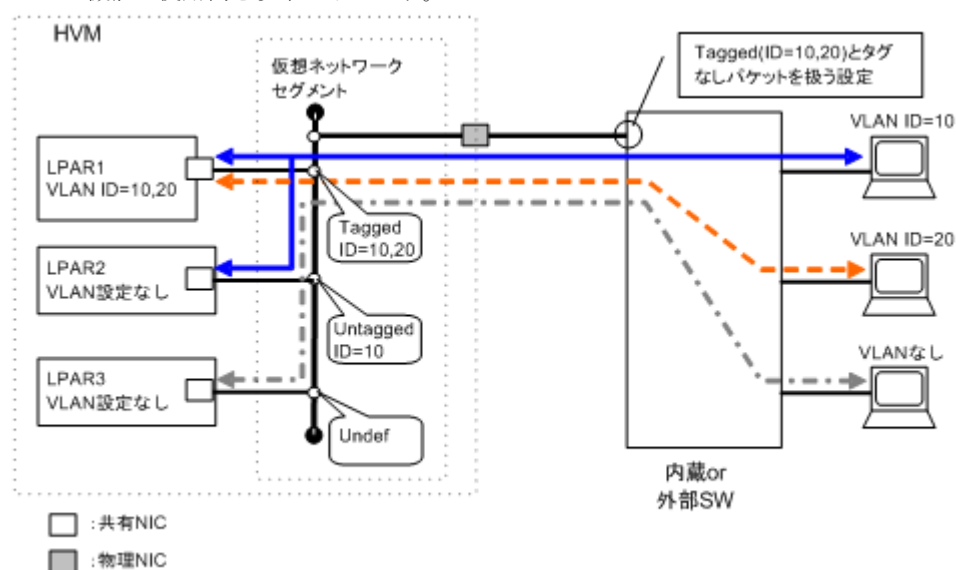 HVM
仮想ネットワーク
セグメント
Tagged(ID=10,20)とタグ
なしパケットを扱う設定
VLAN ID=10
LPAR1
VLAN ID=10,20
Tagged
ID=10,20
VLAN ID=20
LPAR2
VLAN設定なし
Untagged
ID=10
VLANなし
LPAR3
VLAN設定なし
Undef
内蔵or
外部SW
:共有NIC
:物理NIC